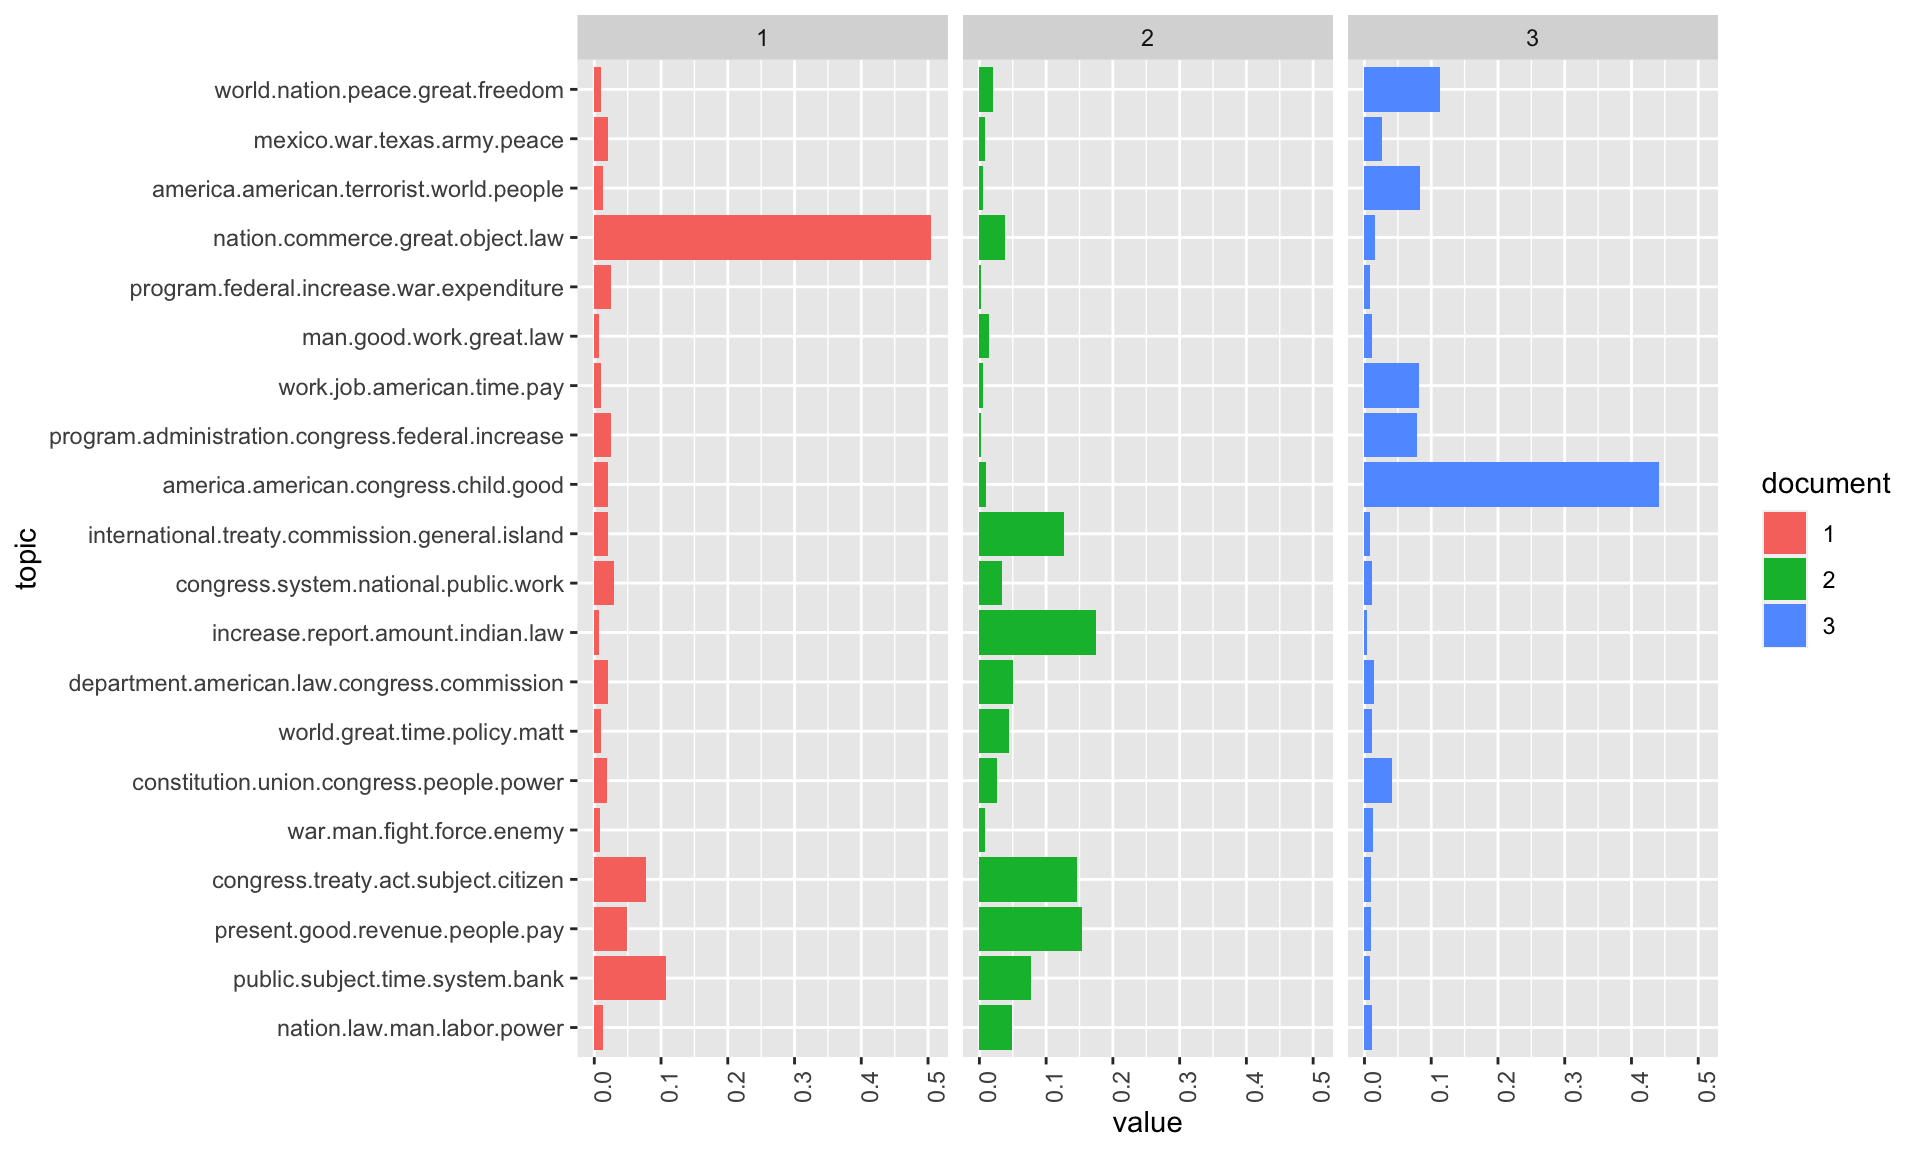 1
2
3
world.nation.peace.great.freedom
mexico.war.texas.army.peace
america.american.terrorist.world.people
nation.commerce.great.object.law
program.federal.increase.war.expenditure
man.good.work.great.law
work.job.american.time.pay
program.administration.congress.federal.increase
america.american.congress.child.good
international.treaty.commission.general.island
congress.system.national.public.work
increase.report.amount.indian.law
department.american.law.congress.commission
world.great.time.policy.matt
constitution.union.congress.people.power
war.man.fight.force.enemy
congress.treaty.act.subject.citizen
present.good.revenue.people.pay
public.subject.time.system.bank
nation.law.man.labor.power
topic
0.0 0.1 0.2 0.3 0.4 0.5
0.0 0.1 0.2 0.3 0.4 0.5
0.0 0.1 0.2 0.3 0.4 0.5
value
document
1
2
3